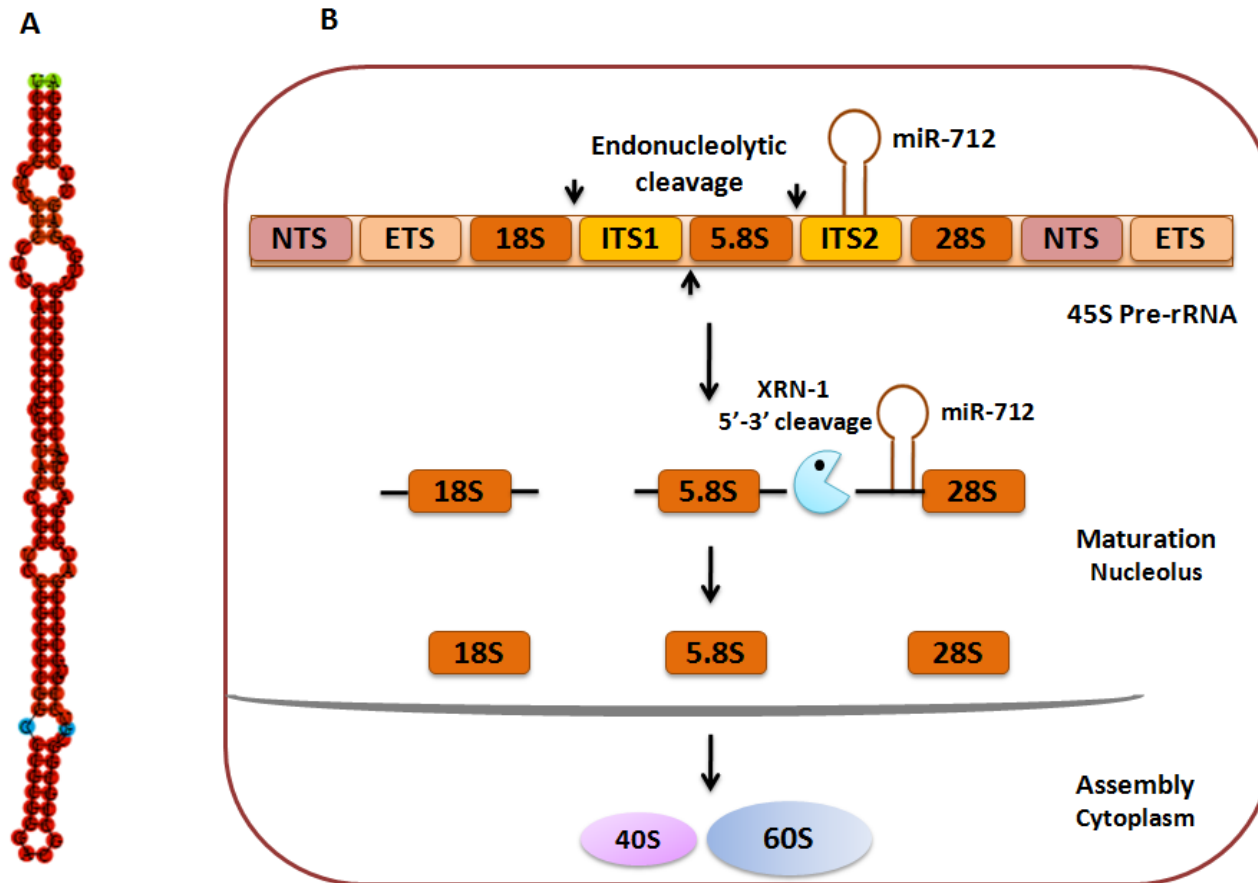 A
B
Endonucleolytic
cleavage
miR-712
NTS ETS 18S ITS1 5.8S ITS2 28S NTS ETS
45S Pre-rRNA
XRN-1
5’-3’ cleavage
miR-712
18S 5.8S 28S
Maturation
Nucleolus
18S 5.8S 28S
Assembly
Cytoplasm
40S 60S